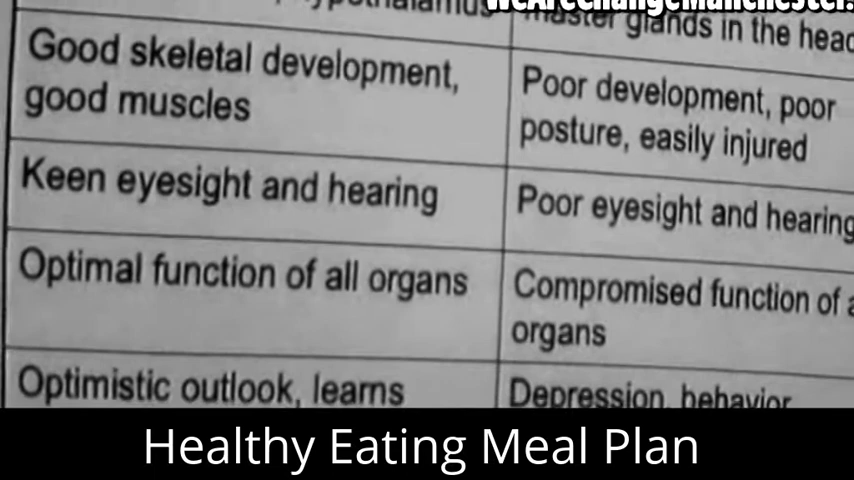 WeAreChangeManchester.
master glands in the head
Good skeletal development,
good muscles
Poor development, poor
posture, easily injured
Keen eyesight and hearing
Poor eyesight and hearing
Optimal function of all organs
Compromised function of
organs
Optimistic outlook, learns
Depression, behavior
Healthy Eating Meal Plan